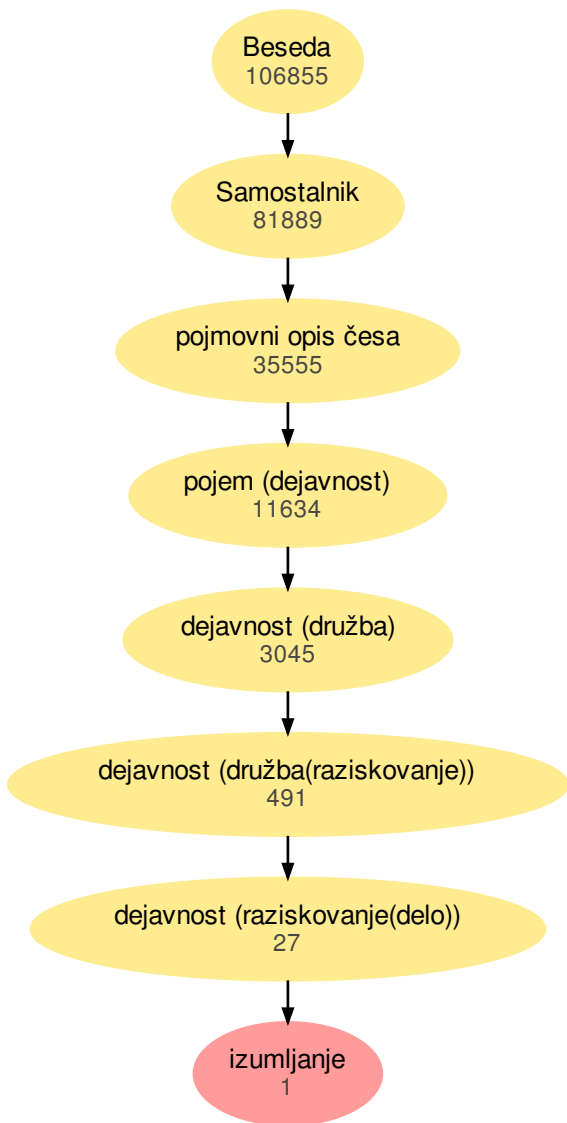 Beseda
106855
Samostalnik
81889
pojmovni opis česa
35555
pojem (dejavnost)
11634
dejavnost (družba)
3045
dejavnost (družba(raziskovanje))
491
dejavnost (raziskovanje(delo))
27
izumljanje
1